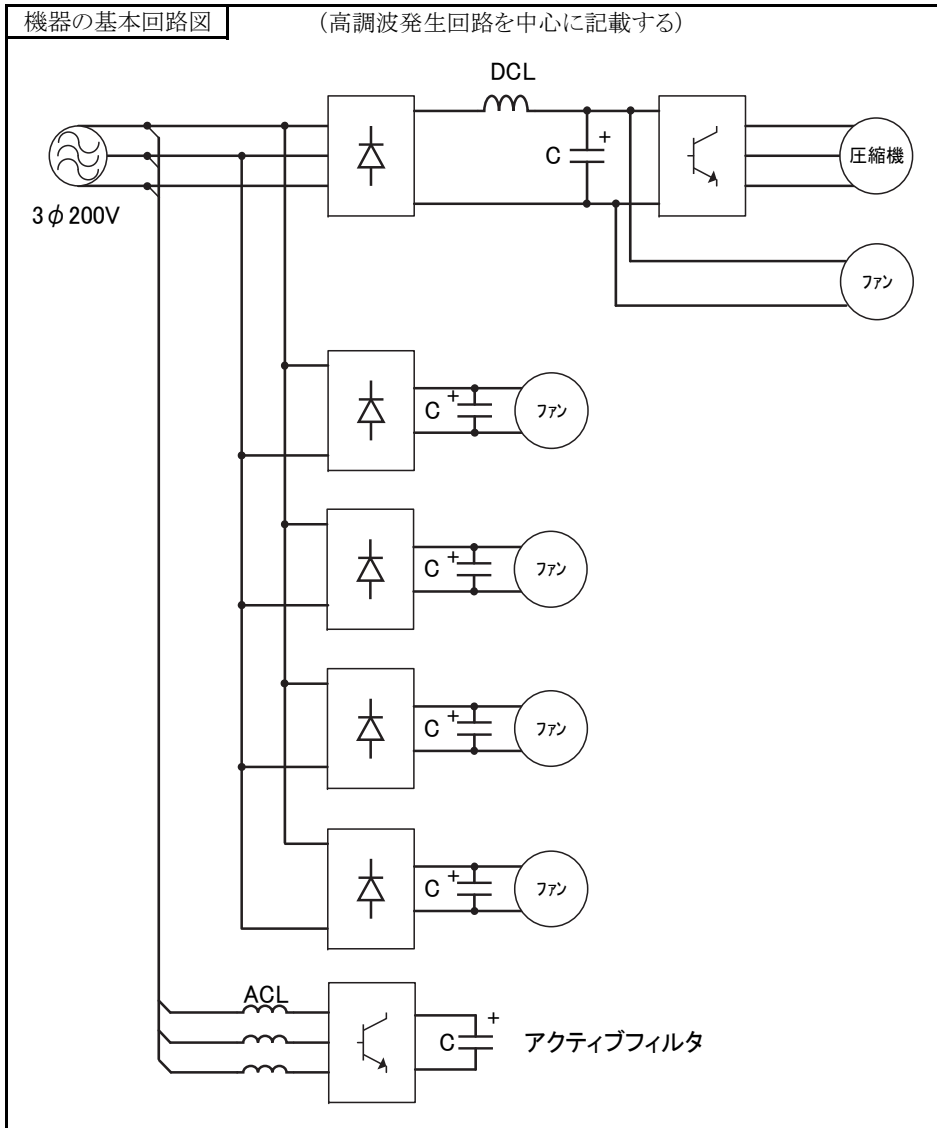 機器の基本回路図
(高調波発生回路を中心に記載する)
DCL
C
+
圧縮機
3φ200V
ファン
C
+
ファン
C
+
ファン
C
+
ファン
C
+
ファン
ACL
C
+
アクティブフィルタ